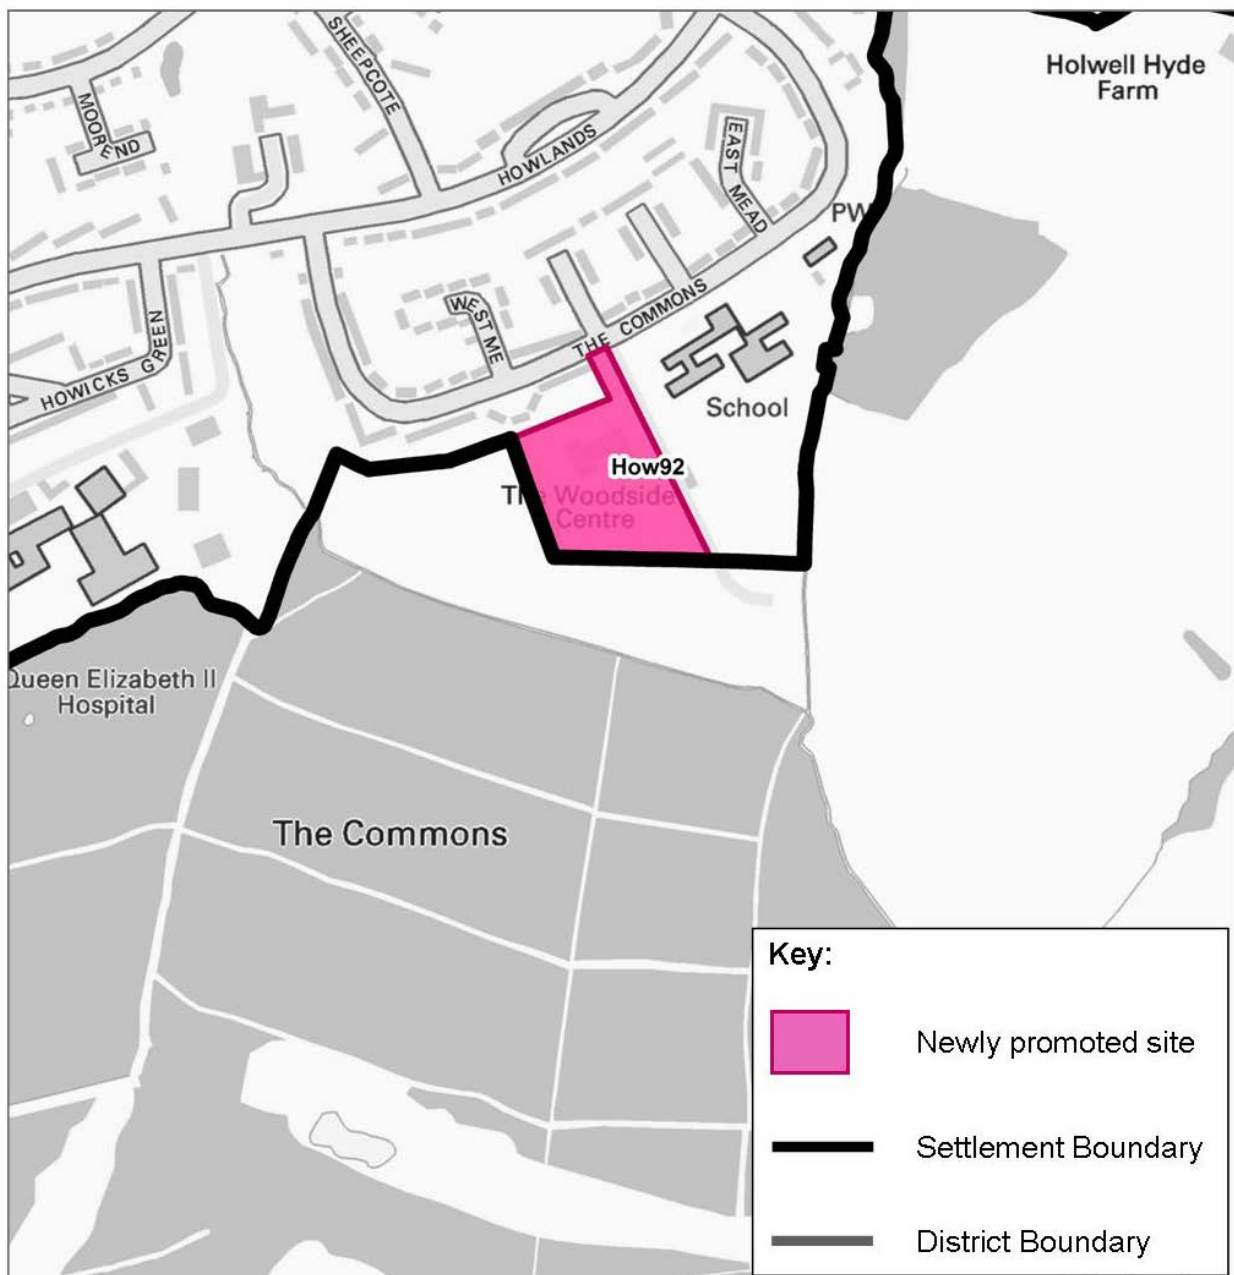 Holwell Hyde
Farm
SHEEPCOTE
MOOR END
HOWLANDS
EAST MEAD
PW
HOWICKS GREEN
WEST ME
THE COMMONS
School
How92
The Woodside
Centre
Queen Elizabeth II
Hospital
The Commons
Key:
Newly promoted site
Settlement Boundary
District Boundary